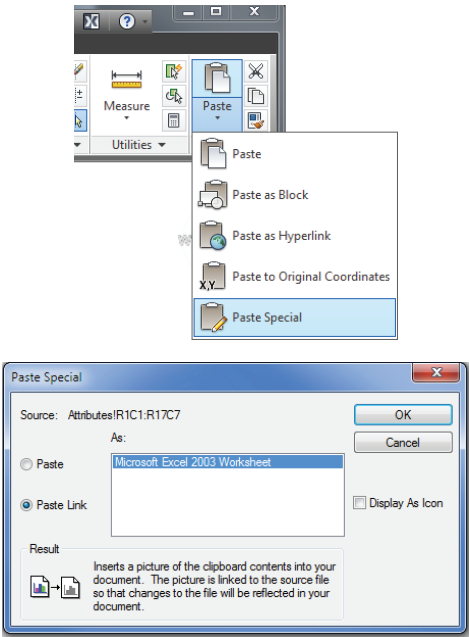 Measure
Paste
Utilities
Paste
Paste as Block
Paste as Hyperlink
X,Y...
Paste to Original Coordinates
Paste Special
Paste Special
Source: Attributes!R1C1:R17C7
As:
Paste
Microsoft Excel 2003 Worksheet
Paste Link
OK
Cancel
Display As Icon
Result
Inserts a picture of the clipboard contents into your
document. The picture is linked to the source file
so that changes to the file will be reflected in your
document.